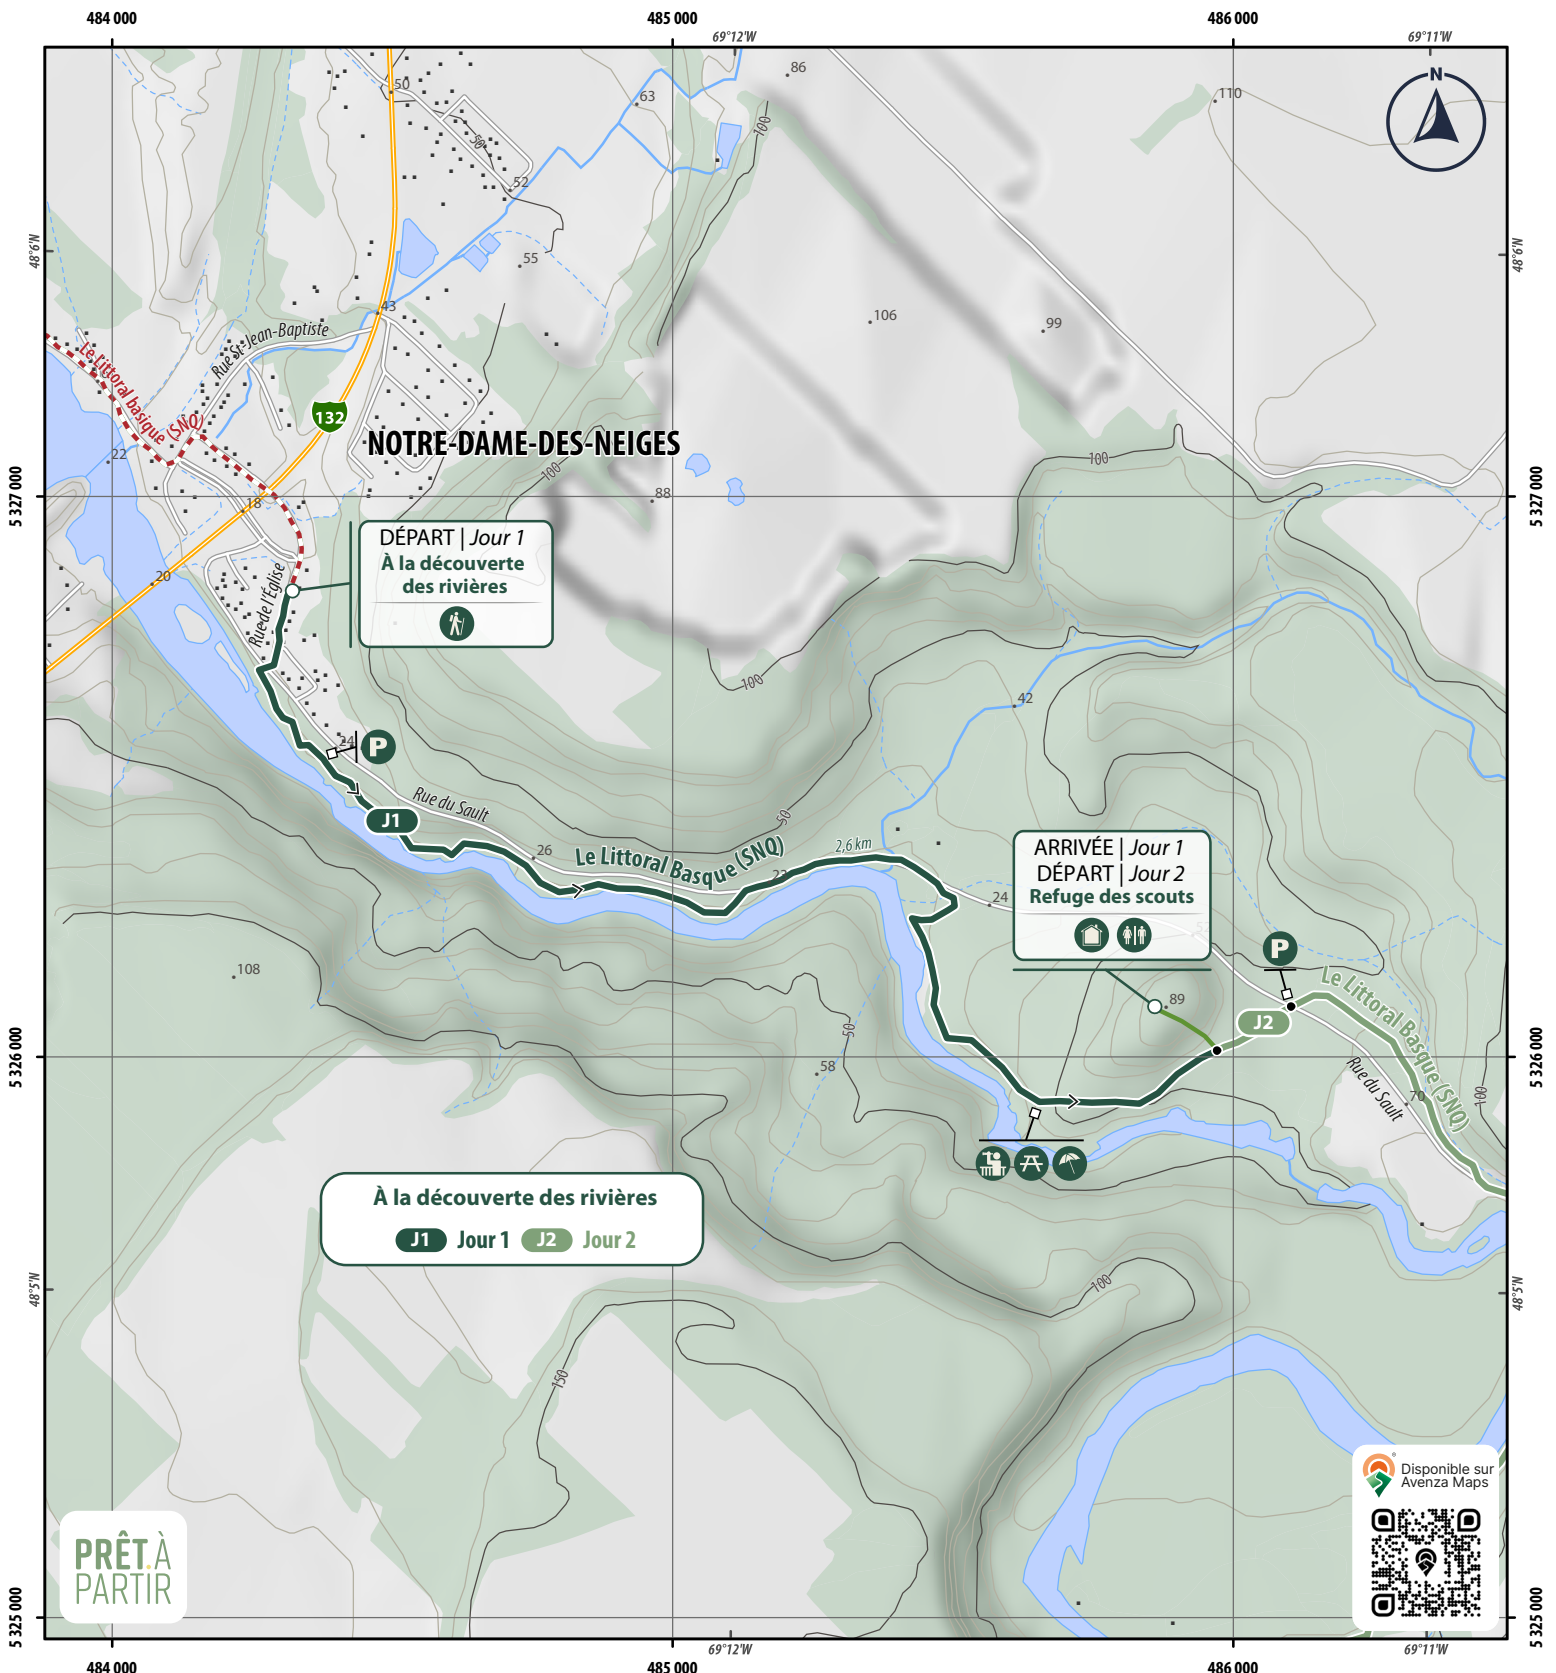 484 000
485 000
486 000
69°12'W
69°11'W
N
86
110
50
63
100
50
52
48°6'N
48°6'N
55
43
106
99
Rue St-Jean-Baptiste
Le Littoral basique (SNQ)
132
NOTRE-DAME-DES-NEIGES
22
100
100
88
5 327 000
5 327 000
18
DÉPART | Jour 1
À la découverte
des rivières
20
Rue de l'Église
100
42
24
P
Rue du Sault
J1
50
26
Le Littoral Basque (SNQ)
2,6 km
23
ARRIVÉE | Jour 1
DÉPART | Jour 2
Refuge des scouts
24
P
108
89
Le Littoral Basque (SNQ)
J2
50
58
5 326 000
5 326 000
Rue du Sault
70
100
À la découverte des rivières
J1 Jour 1 J2 Jour 2
48°5'N
48°5'N
100
150
Disponible sur
Avenza Maps
PRÊT.À
PARTIR
5 325 000
5 325 000
69°12'W
69°11'W
484 000
485 000
486 000